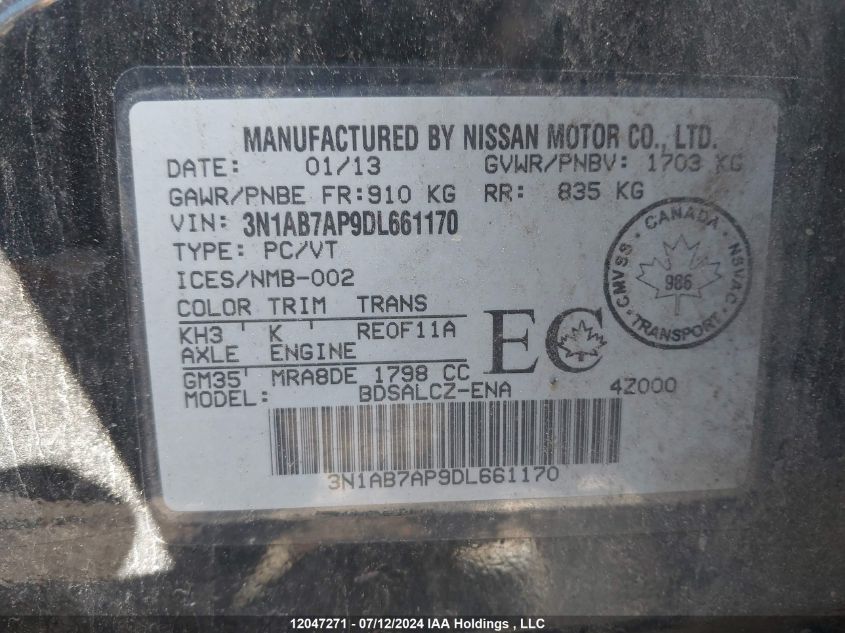 MANUFACTURED BY NISSAN MOTOR CO., LTD.
DATE: 01/13 GVWR/PNBV: 1703 KG
GAWR/PNBE FR:910 KG RR: 835 KG
VIN: 3N1AB7AP9DL661170
TYPE: PC/VT
ICES/NMB-002
COLOR TRIM TRANS
KH3 ' K ' RE0F11A
AXLE ENGINE
GM35' MRA8DE 1798 CC
MODEL: BDSALCZ-ENA 4Z000
EC
CANADA
CMVSS NSVAC
986
TRANSPORT
3N1AB7AP9DL661170
12047271 - 07/12/2024 IAA Holdings , LLC